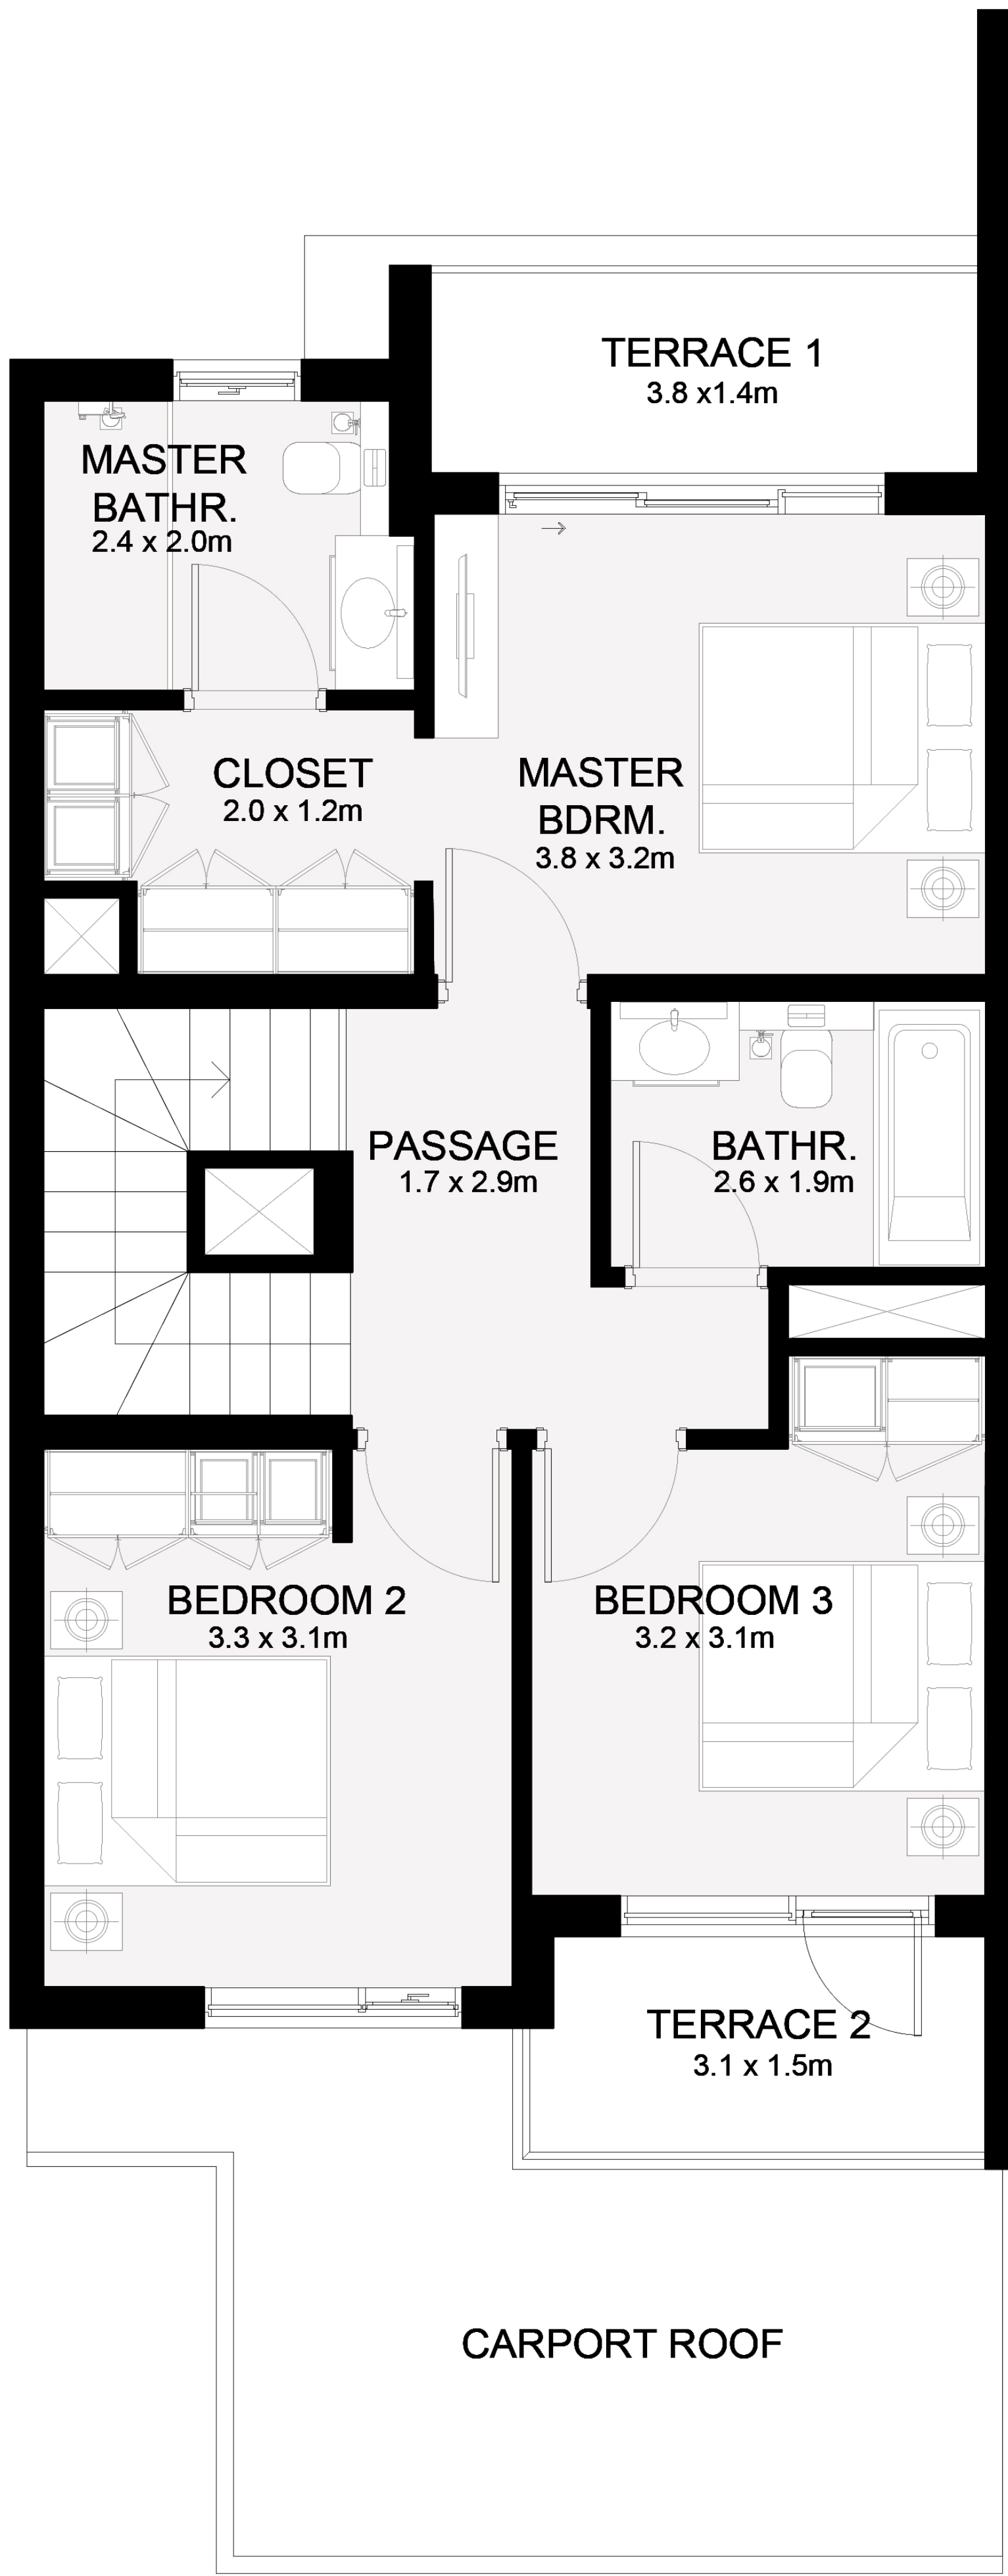 TERRACE 1
3.8 x1.4m
MASTER
BATHR.
2.4 x 2.0m
CLOSET
2.0 x 1.2m
MASTER
BDRM.
3.8 x 3.2m
PASSAGE
1.7 x 2.9m
BATHR.
2.6 x 1.9m
BEDROOM 2
3.3 x 3.1m
BEDROOM 3
3.2 x 3.1m
TERRACE 2
3.1 x 1.5m
CARPORT ROOF